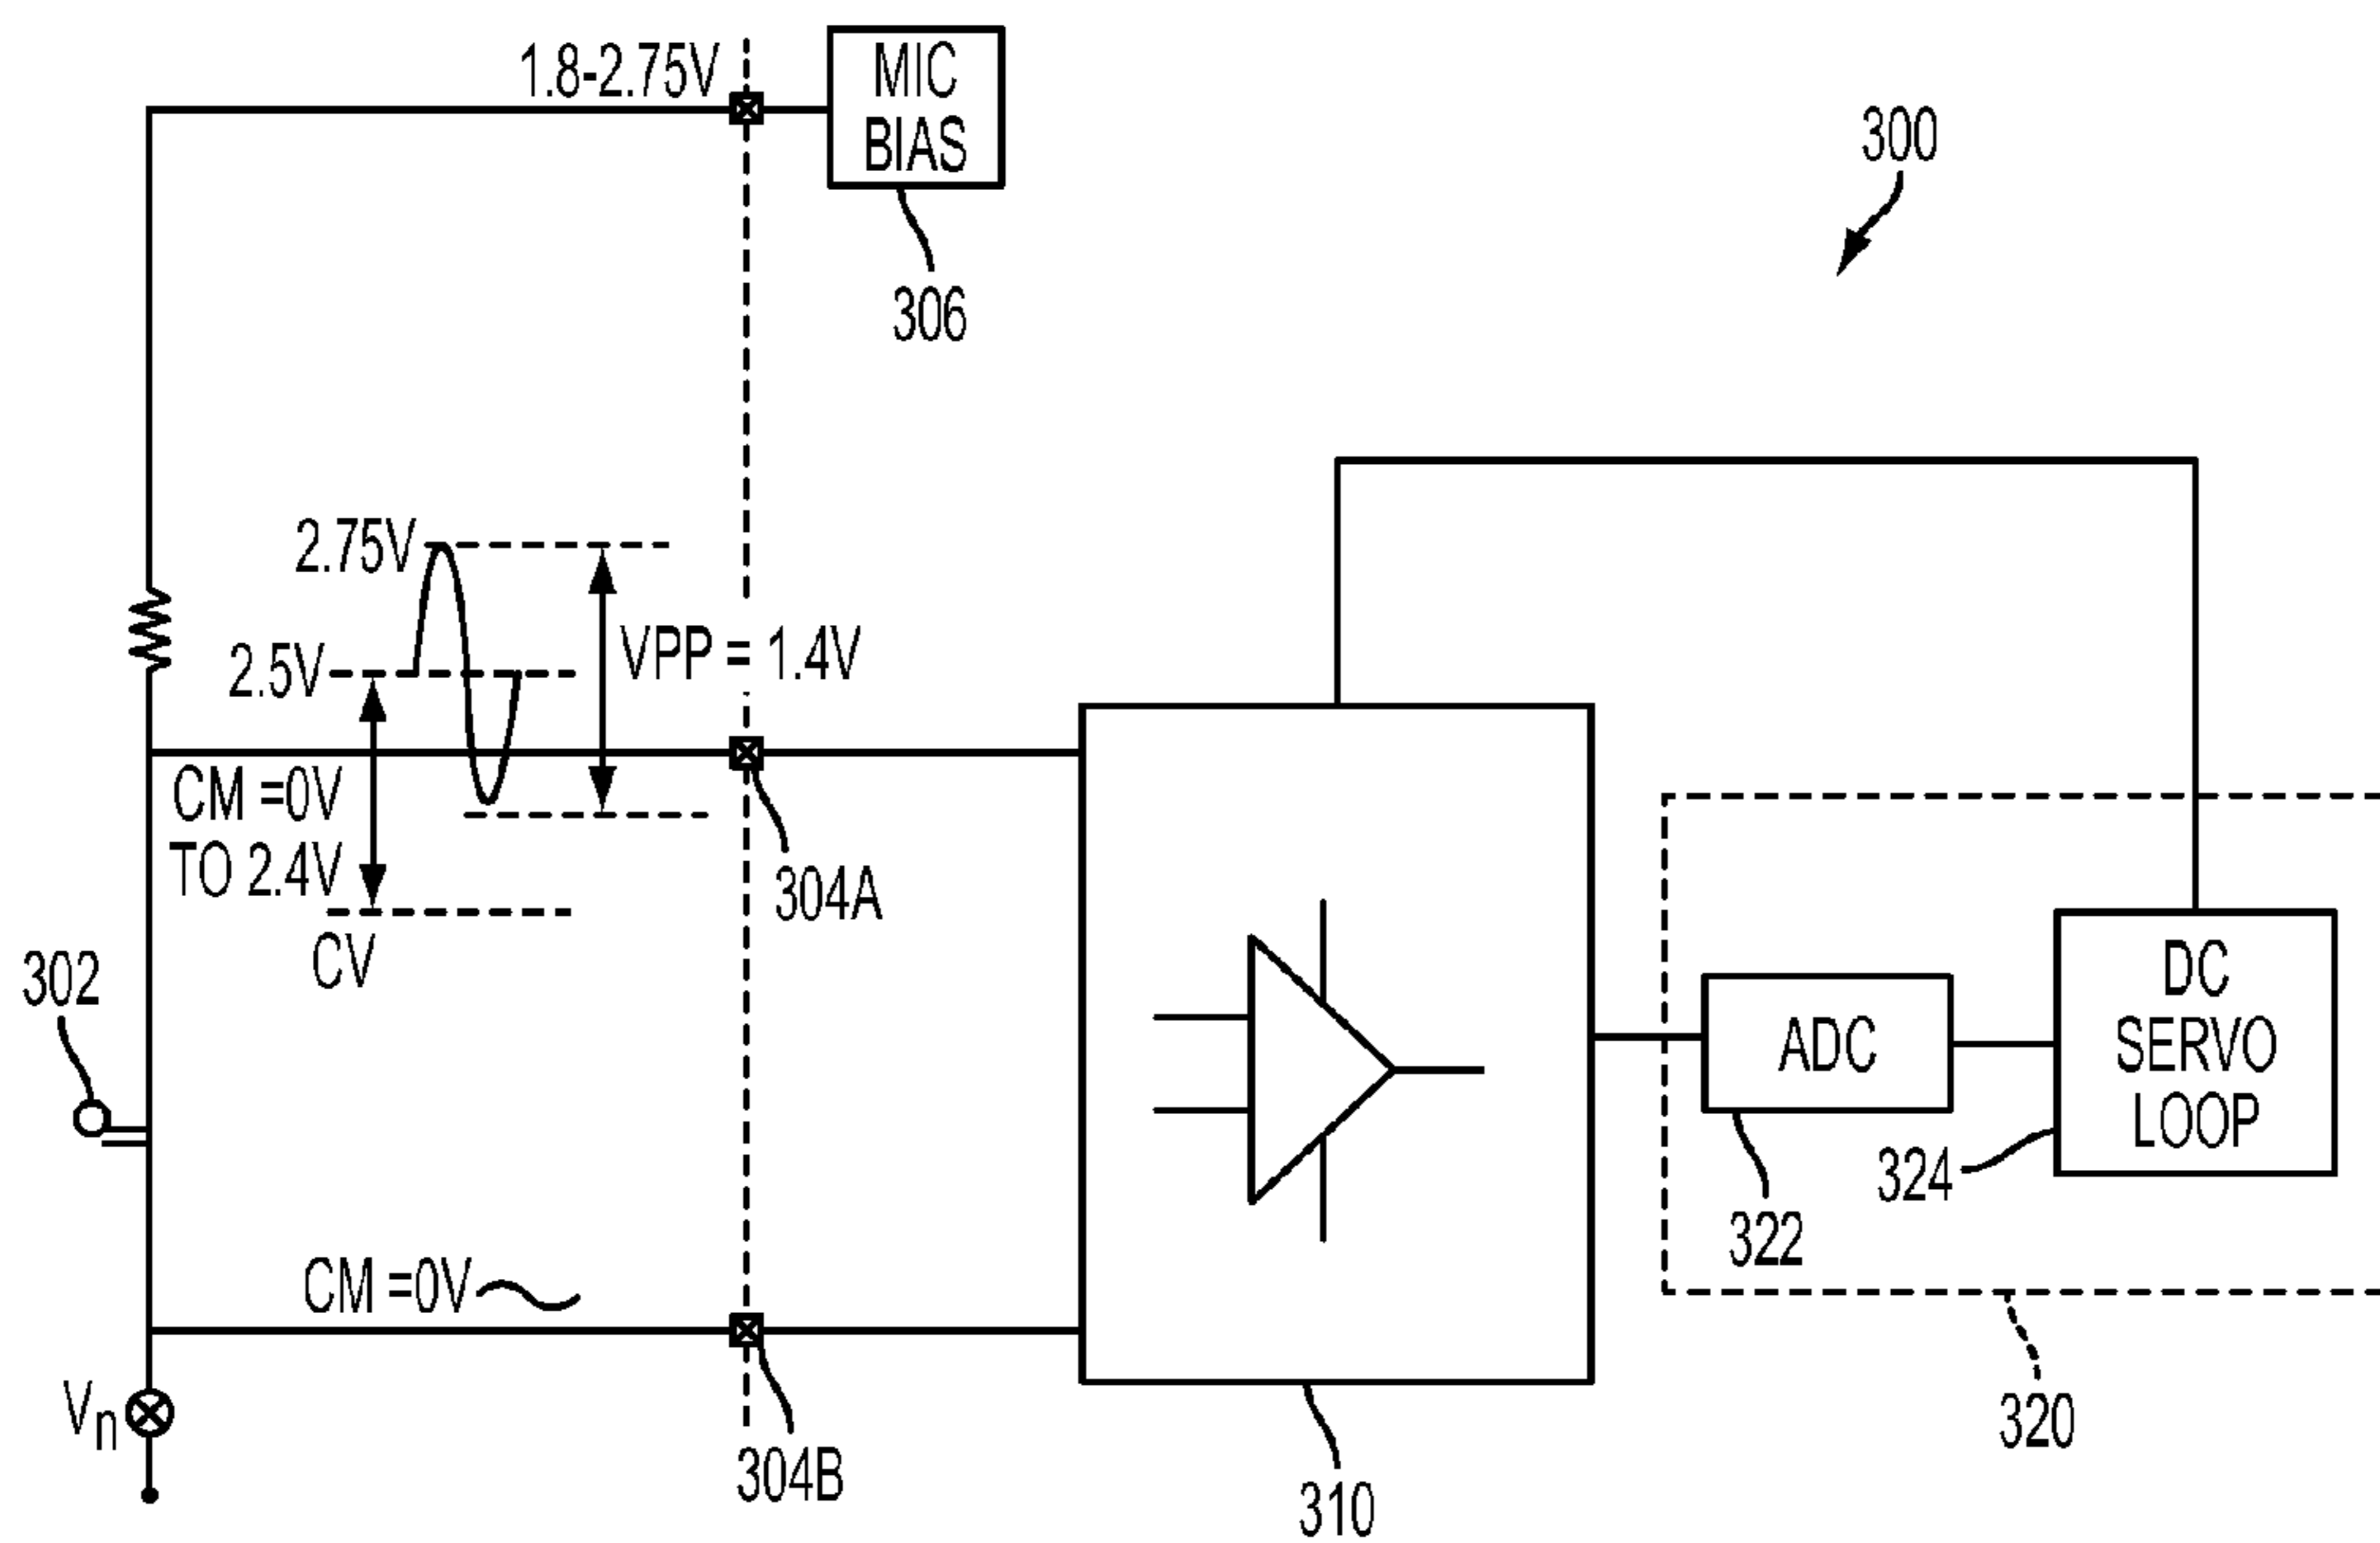 1.8-2.75V
MIC
BIAS
306
300
2.75V
2.5V
VPP = 1.4V
CM =0V
TO 2.4V
CV
304A
302
DC
SERVO
LOOP
ADC
324
322
CM =0V
Vn
304B
320
310